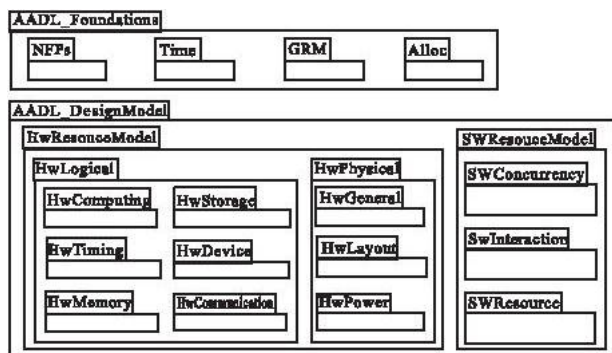 AADL_Foundations
NFPs Time GRM Alloc
AADL_DesignModel
HwResouceModel SWResouceModel
HwLogical HwPhysical
SWConcurrency
HwComputing HwStorage HwGeneral
SwInteraction
HwTiming HwDevice HwLayout
SWResource
HwMemory HwCommunication HwPower